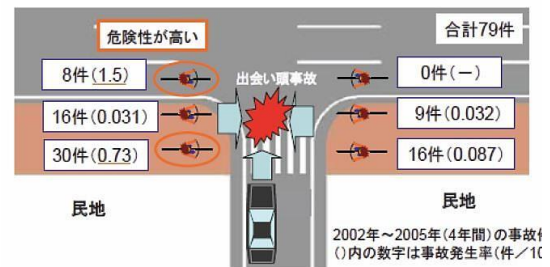 危険性が高い
合計79件
8件(1.5)
出会い頭事故
0件(－)
16件(0.031)
9件(0.032)
30件(0.73)
16件(0.087)
民地
民地
2002年～2005年(4年間)の事故
()内の数字は事故発生率(件／10